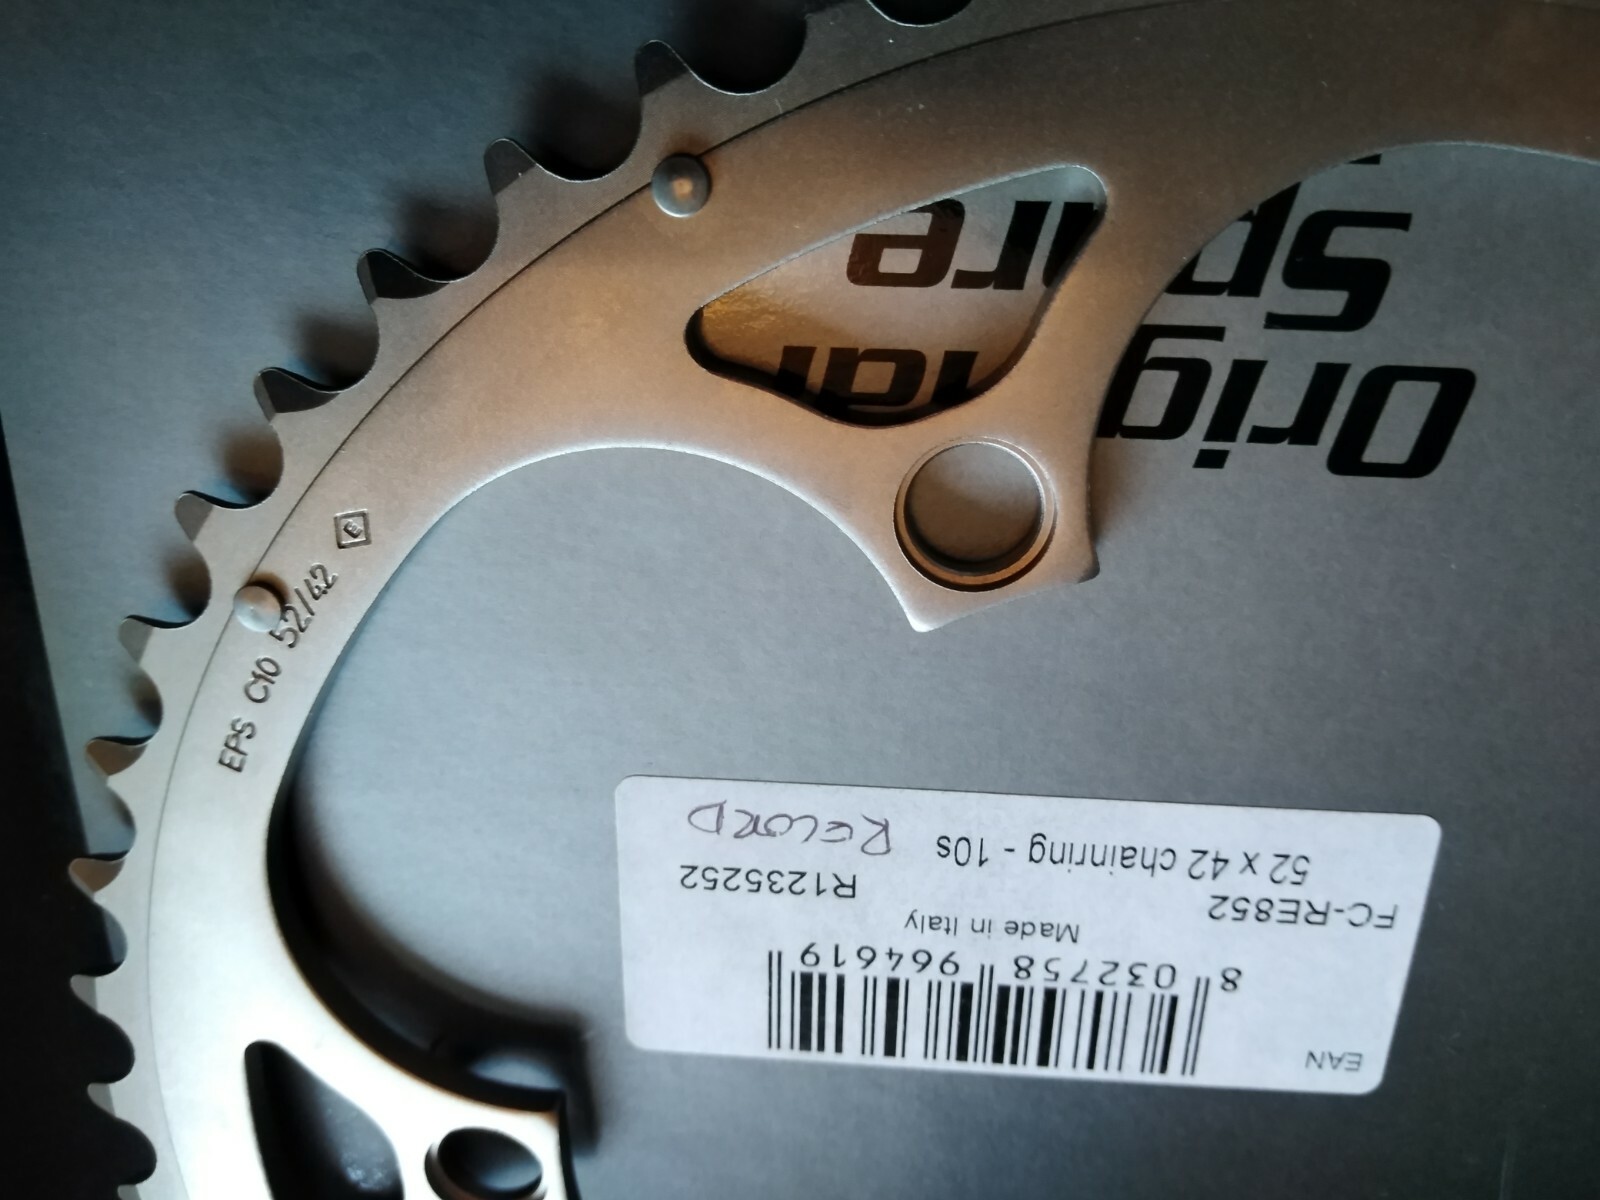 EPS C10 52/42 E
Original
Spare
52 x 42 chainring - 10s RECORD
FC-RE852 R1235252
Made in Italy
8 032758 964619
EAN